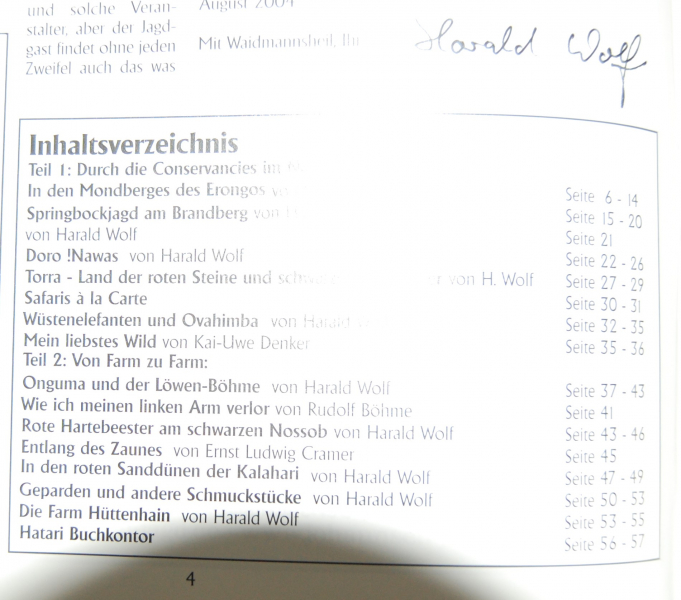 und solche Veran-
stalter, aber der Jagd-
gast findet ohne jeden
Zweifel auch das was
August 2004
Mit Waidmannsheil, Ihr
Harald Wolf
Inhaltsverzeichnis
Teil 1: Durch die Conservancies im
In den Mondberges des Erongos Seite 6 - 14
Springbockjagd am Brandberg von Seite 15 - 20
von Harald Wolf Seite 21
Doro !Nawas von Harald Wolf Seite 22 - 26
Torra - Land der roten Steine und von H. Wolf Seite 27 - 29
Safaris à la Carte Seite 30 - 31
Wüstenelefanten und Ovahimba von Harald Seite 32 - 35
Mein liebstes Wild von Kai-Uwe Denker Seite 35 - 36
Teil 2: Von Farm zu Farm:
Onguma und der Löwen-Böhme von Harald Wolf Seite 37 - 43
Wie ich meinen linken Arm verlor von Rudolf Böhme Seite 41
Rote Hartebeester am schwarzen Nossob von Harald Wolf Seite 43 - 46
Entlang des Zaunes von Ernst Ludwig Cramer Seite 45
In den roten Sanddünen der Kalahari von Harald Wolf Seite 47 - 49
Geparden und andere Schmuckstücke von Harald Wolf Seite 50 - 53
Die Farm Hüttenhain von Harald Wolf Seite 53 - 55
Hatari Buchkontor Seite 56 - 57
4